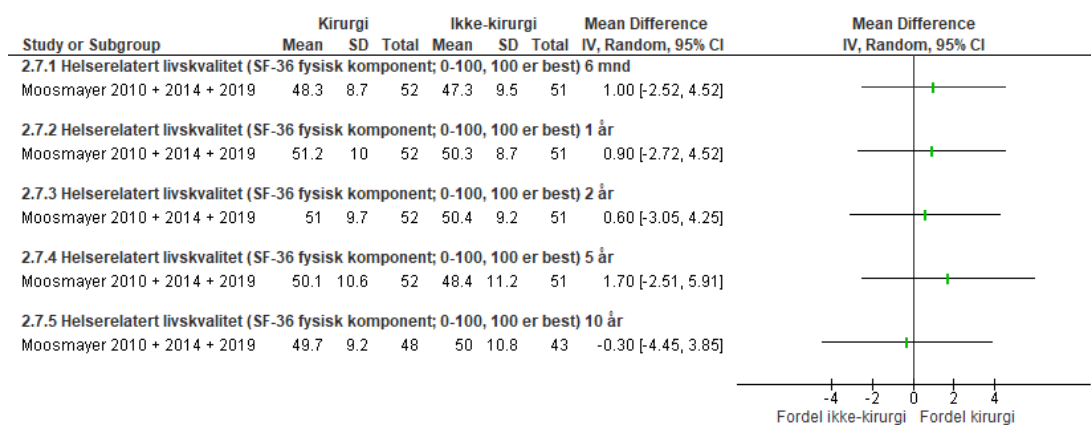 Kirurgi Ikke-kirurgi Mean Difference Mean Difference
Study or Subgroup Mean SD Total Mean SD Total IV, Random, 95% CI IV, Random, 95% CI
2.7.1 Helserelatert livskvalitet (SF-36 fysisk komponent; 0-100, 100 er best) 6 mnd
Moosmayer 2010 + 2014 + 2019 48.3 8.7 52 47.3 9.5 51 1.00 [-2.52, 4.52]
2.7.2 Helserelatert livskvalitet (SF-36 fysisk komponent; 0-100, 100 er best) 1 år
Moosmayer 2010 + 2014 + 2019 51.2 10 52 50.3 8.7 51 0.90 [-2.72, 4.52]
2.7.3 Helserelatert livskvalitet (SF-36 fysisk komponent; 0-100, 100 er best) 2 år
Moosmayer 2010 + 2014 + 2019 51 9.7 52 50.4 9.2 51 0.60 [-3.05, 4.25]
2.7.4 Helserelatert livskvalitet (SF-36 fysisk komponent; 0-100, 100 er best) 5 år
Moosmayer 2010 + 2014 + 2019 50.1 10.6 52 48.4 11.2 51 1.70 [-2.51, 5.91]
2.7.5 Helserelatert livskvalitet (SF-36 fysisk komponent; 0-100, 100 er best) 10 år
Moosmayer 2010 + 2014 + 2019 49.7 9.2 48 50 10.8 43 -0.30 [-4.45, 3.85]
-4 -2 0 2 4
Fordel ikke-kirurgi Fordel kirurgi